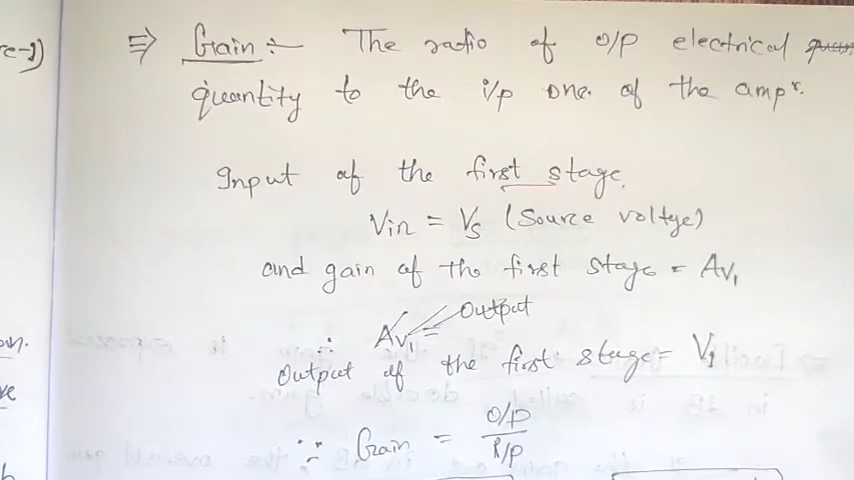 ⇒ Gain :- The ratio of o/p electrical
quantity to the i/p one. of the ampr.
Input of the first stage,
Vin = Vs (Source voltge)
and gain of the first stage = Av1
∴ Av1 = Output
Output of the first stage = V1
∵ Gain = O/P / I/P